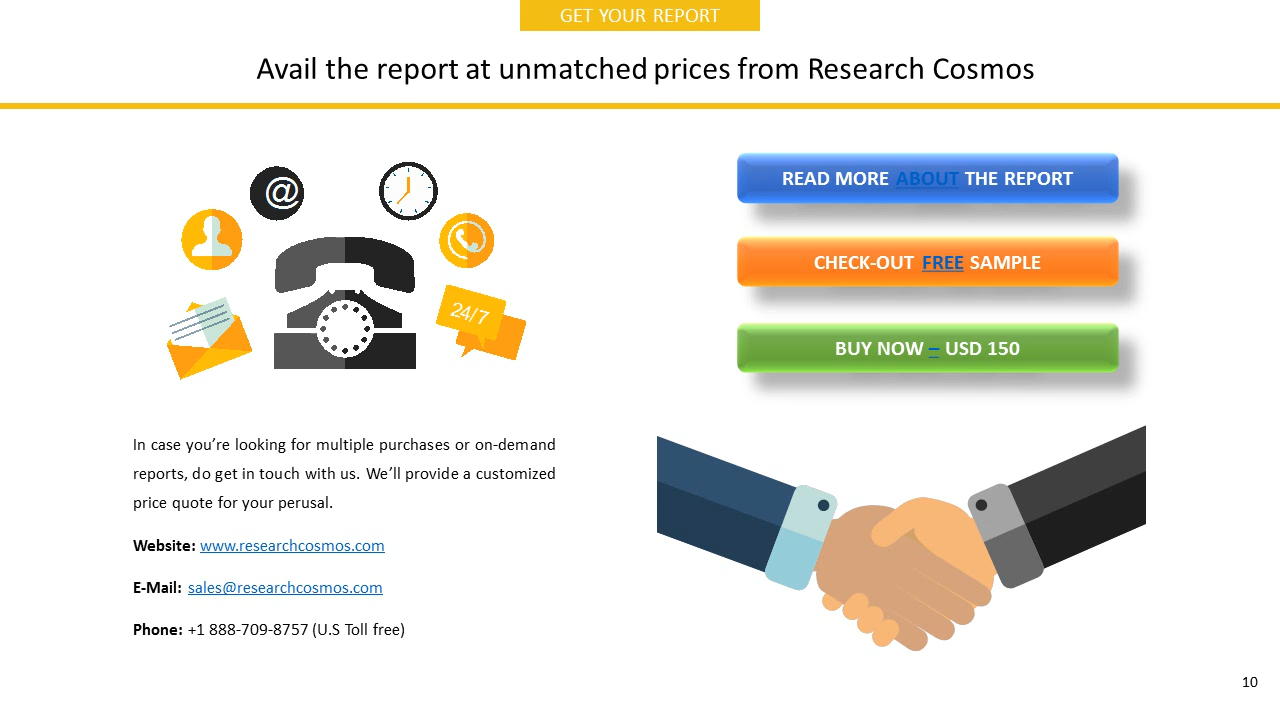 GET YOUR REPORT
Avail the report at unmatched prices from Research Cosmos
@
24/7
READ MORE ABOUT THE REPORT
CHECK-OUT FREE SAMPLE
BUY NOW – USD 150
In case you’re looking for multiple purchases or on-demand
reports, do get in touch with us. We’ll provide a customized
price quote for your perusal.
Website: www.researchcosmos.com
E-Mail: sales@researchcosmos.com
Phone: +1 888-709-8757 (U.S Toll free)
10